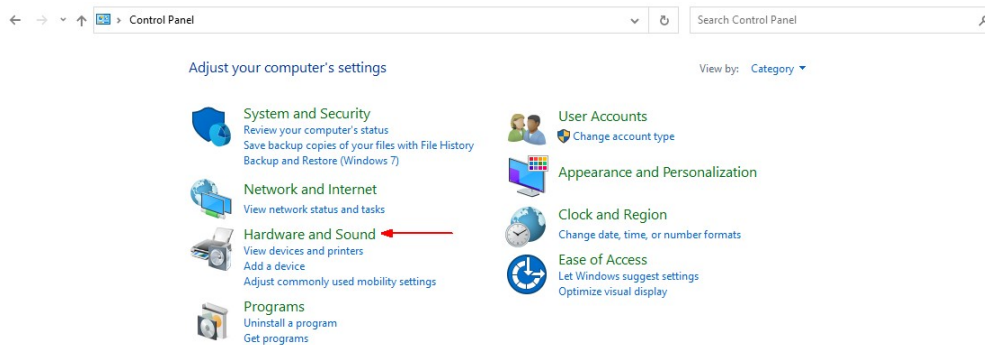 Control Panel
Search Control Panel
Adjust your computer's settings
View by: Category
System and Security
Review your computer's status
Save backup copies of your files with File History
Backup and Restore (Windows 7)
Network and Internet
View network status and tasks
Hardware and Sound
View devices and printers
Add a device
Adjust commonly used mobility settings
Programs
Uninstall a program
Get programs
User Accounts
Change account type
Appearance and Personalization
Clock and Region
Change date, time, or number formats
Ease of Access
Let Windows suggest settings
Optimize visual display